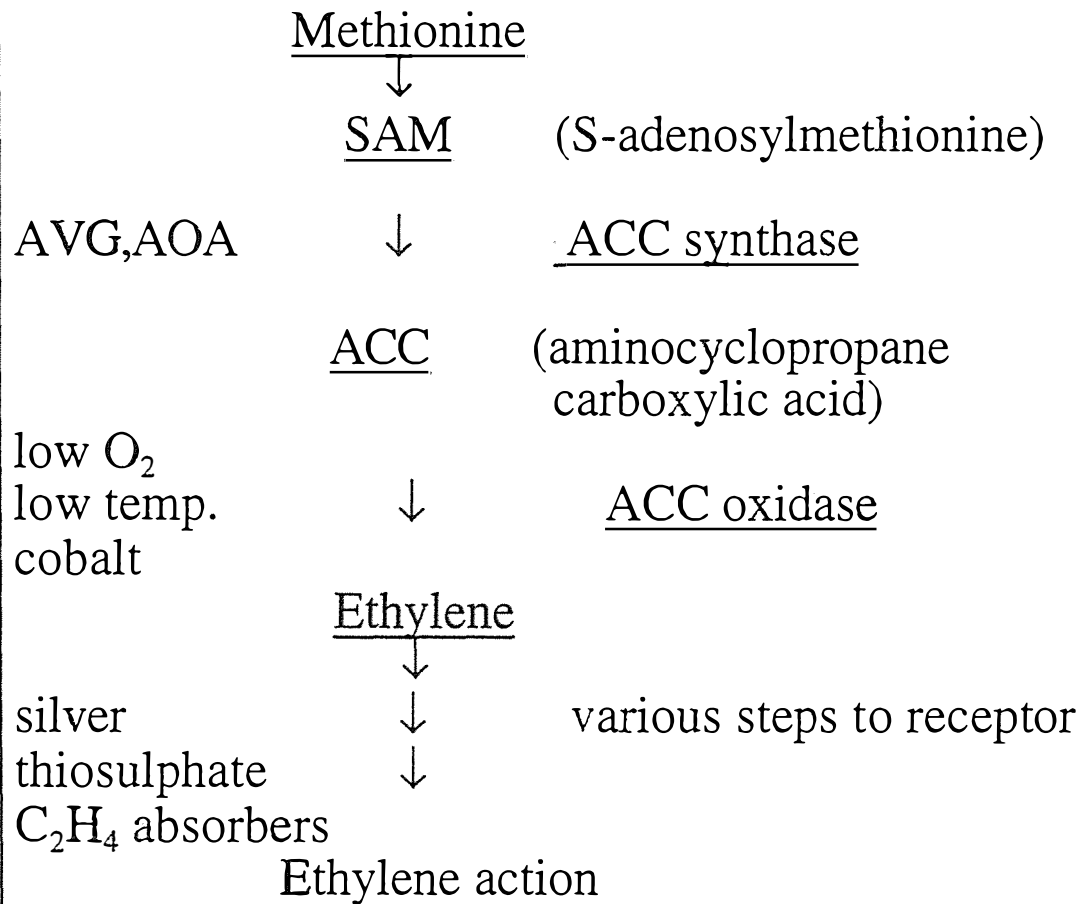 Methionine
↓
SAM (S-adenosylmethionine)
AVG,AOA ↓ ACC synthase
ACC (aminocyclopropane
carboxylic acid)
low O₂
low temp. ↓ ACC oxidase
cobalt
Ethylene
↓
silver ↓ various steps to receptor
thiosulphate ↓
C₂H₄ absorbers
Ethylene action